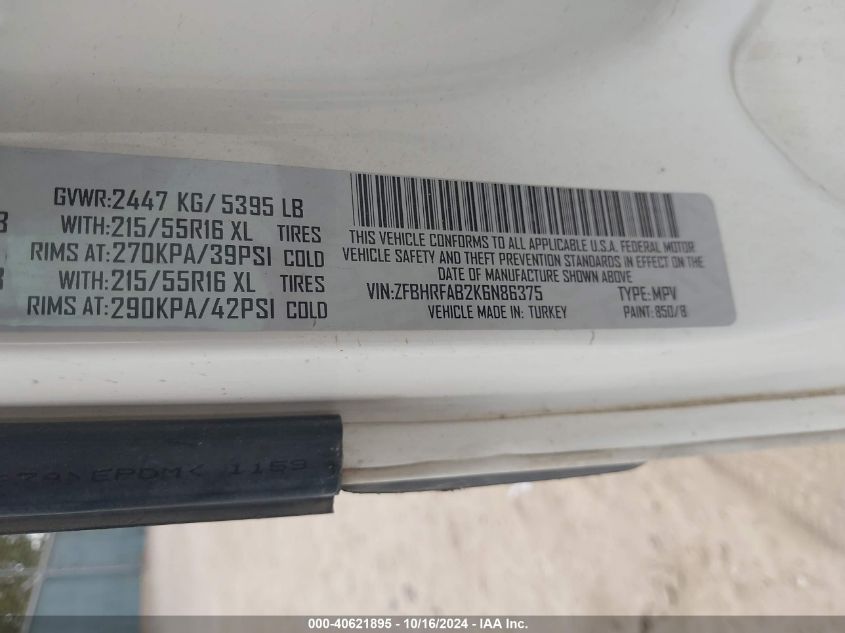 GVWR:2447 KG/ 5395 LB
WITH:215/55R16 XL TIRES
RIMS AT:270KPA/39PSI COLD
WITH:215/55R16 XL TIRES
RIMS AT:290KPA/42PSI COLD
THIS VEHICLE CONFORMS TO ALL APPLICABLE U.S.A. FEDERAL MOTOR
VEHICLE SAFETY AND THEFT PREVENTION STANDARDS IN EFFECT ON THE
DATE OF MANUFACTURE SHOWN ABOVE
VIN:ZFBHRFAB2K6N86375 TYPE:MPV
VEHICLE MADE IN: TURKEY PAINT: 850/B
>EPDM< 1159
000-40621895 - 10/16/2024 - IAA Inc.